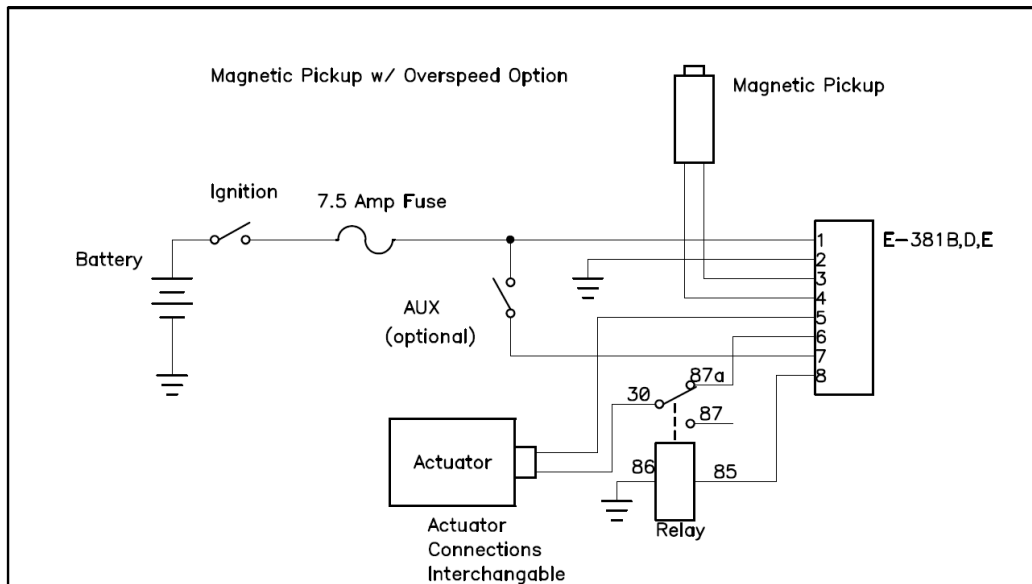 Magnetic Pickup w/ Overspeed Option
Magnetic Pickup
Ignition
7.5 Amp Fuse
Battery
AUX
(optional)
1
2
3
4
5
6
7
8
E-381B,D,E
87a
30
87
86
85
Relay
Actuator
Actuator
Connections
Interchangable